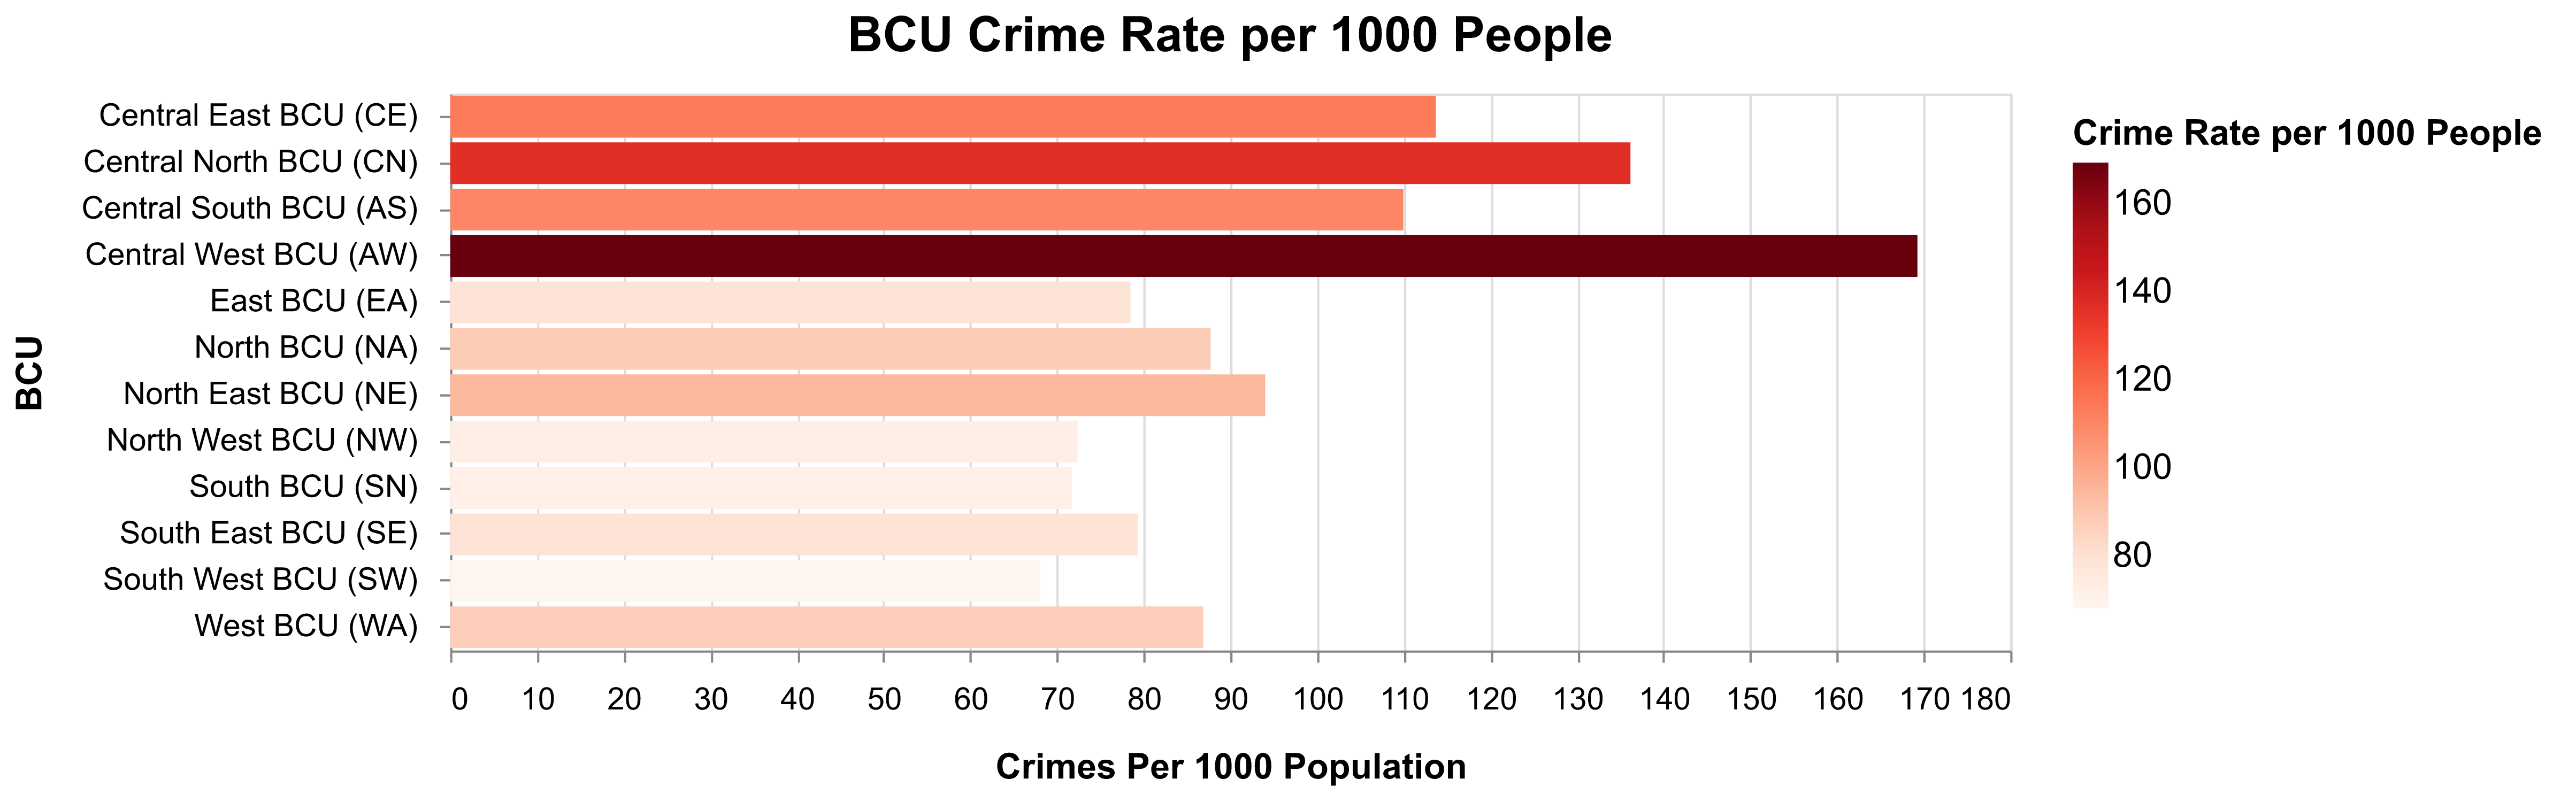 BCU Crime Rate per 1000 People
BCU
Central East BCU (CE)
Central North BCU (CN)
Central South BCU (AS)
Central West BCU (AW)
East BCU (EA)
North BCU (NA)
North East BCU (NE)
North West BCU (NW)
South BCU (SN)
South East BCU (SE)
South West BCU (SW)
West BCU (WA)
0 10 20 30 40 50 60 70 80 90 100 110 120 130 140 150 160 170 180
Crimes Per 1000 Population
Crime Rate per 1000 People
160
140
120
100
80